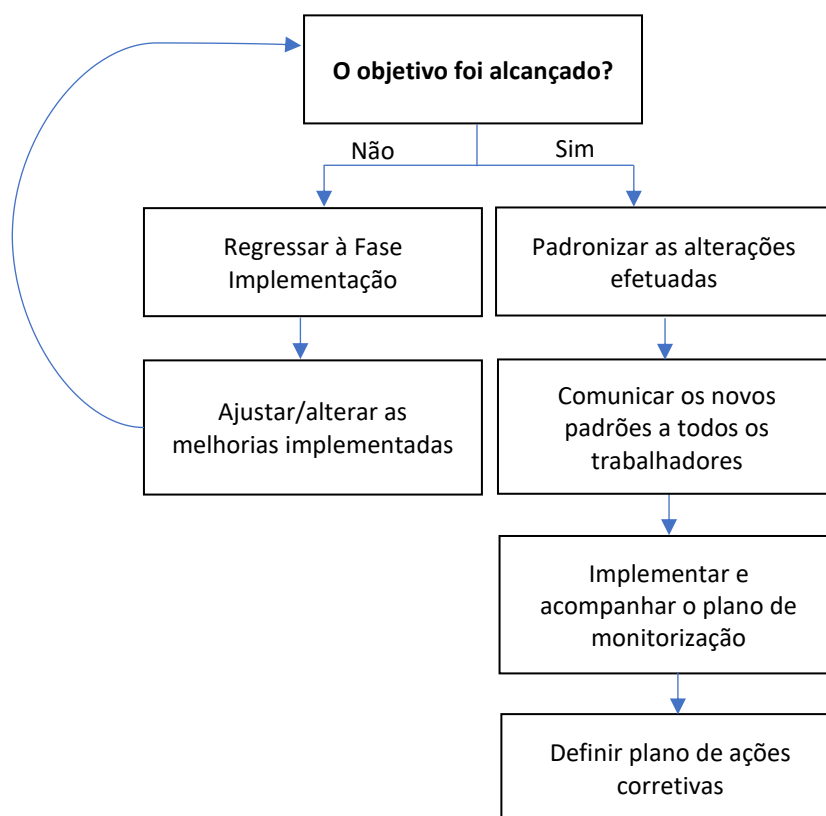 O objetivo foi alcançado?
Não
Sim
Regressar à Fase
Implementação
Padronizar as alterações
efetuadas
Ajustar/alterar as
melhorias implementadas
Comunicar os novos
padrões a todos os
trabalhadores
Implementar e
acompanhar o plano de
monitorização
Definir plano de ações
corretivas